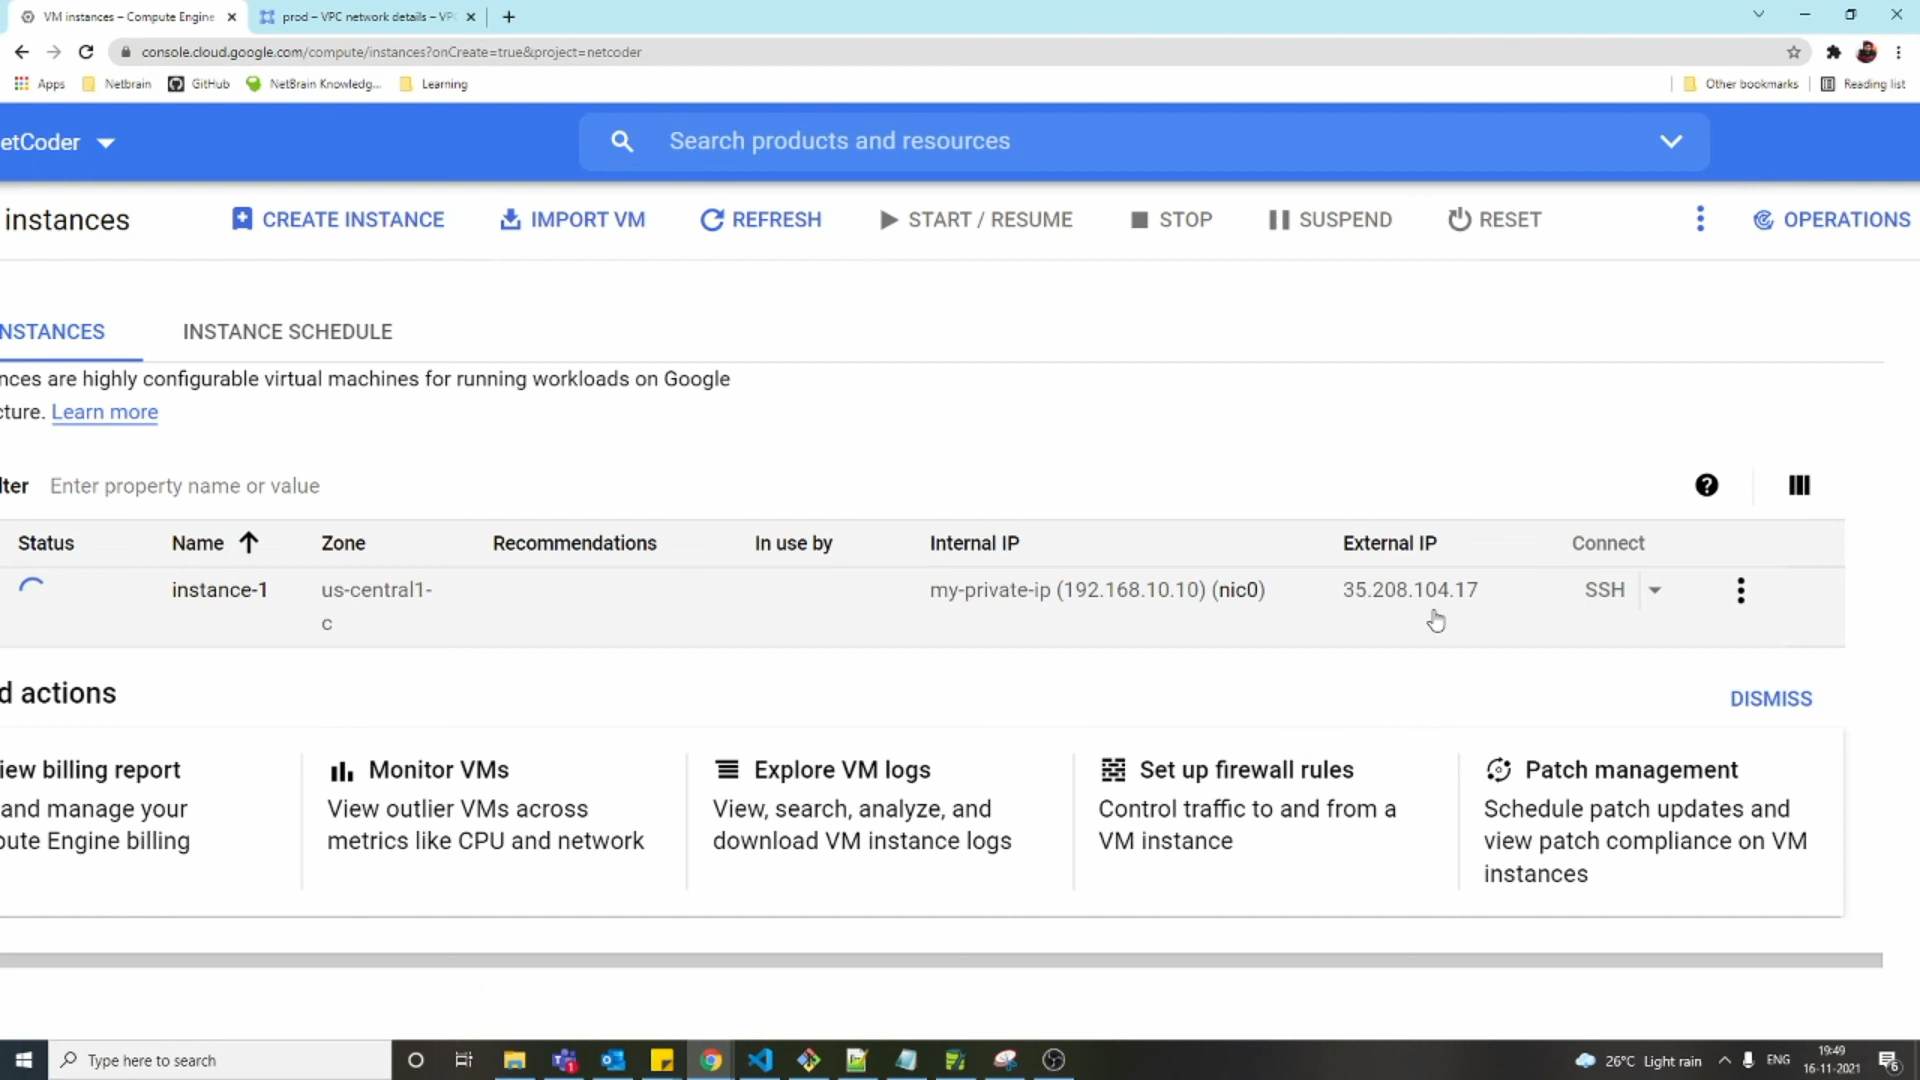 VM instances – Compute Engine
prod – VPC network details – VPC
console.cloud.google.com/compute/instances?onCreate=true&project=netcoder
Apps
Netbrain
GitHub
NetBrain Knowledg...
Learning
Other bookmarks
Reading list
etCoder
Search products and resources
instances
CREATE INSTANCE
IMPORT VM
REFRESH
START / RESUME
STOP
SUSPEND
RESET
OPERATIONS
NSTANCES
INSTANCE SCHEDULE
nces are highly configurable virtual machines for running workloads on Google
cture. Learn more
lter Enter property name or value
Status Name Zone Recommendations In use by Internal IP External IP Connect
instance-1 us-central1- my-private-ip (192.168.10.10) (nic0) 35.208.104.17 SSH
c
d actions
DISMISS
iew billing report
and manage your
oute Engine billing
Monitor VMs
View outlier VMs across
metrics like CPU and network
Explore VM logs
View, search, analyze, and
download VM instance logs
Set up firewall rules
Control traffic to and from a
VM instance
Patch management
Schedule patch updates and
view patch compliance on VM
instances
Type here to search
26°C Light rain
ENG
19:49
16-11-2021
6